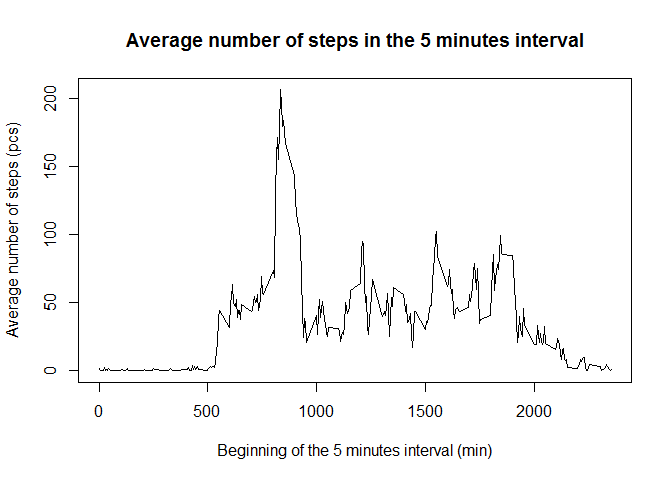 Average number of steps in the 5 minutes interval
Average number of steps (pcs)
200
150
100
50
0
0 500 1000 1500 2000
Beginning of the 5 minutes interval (min)